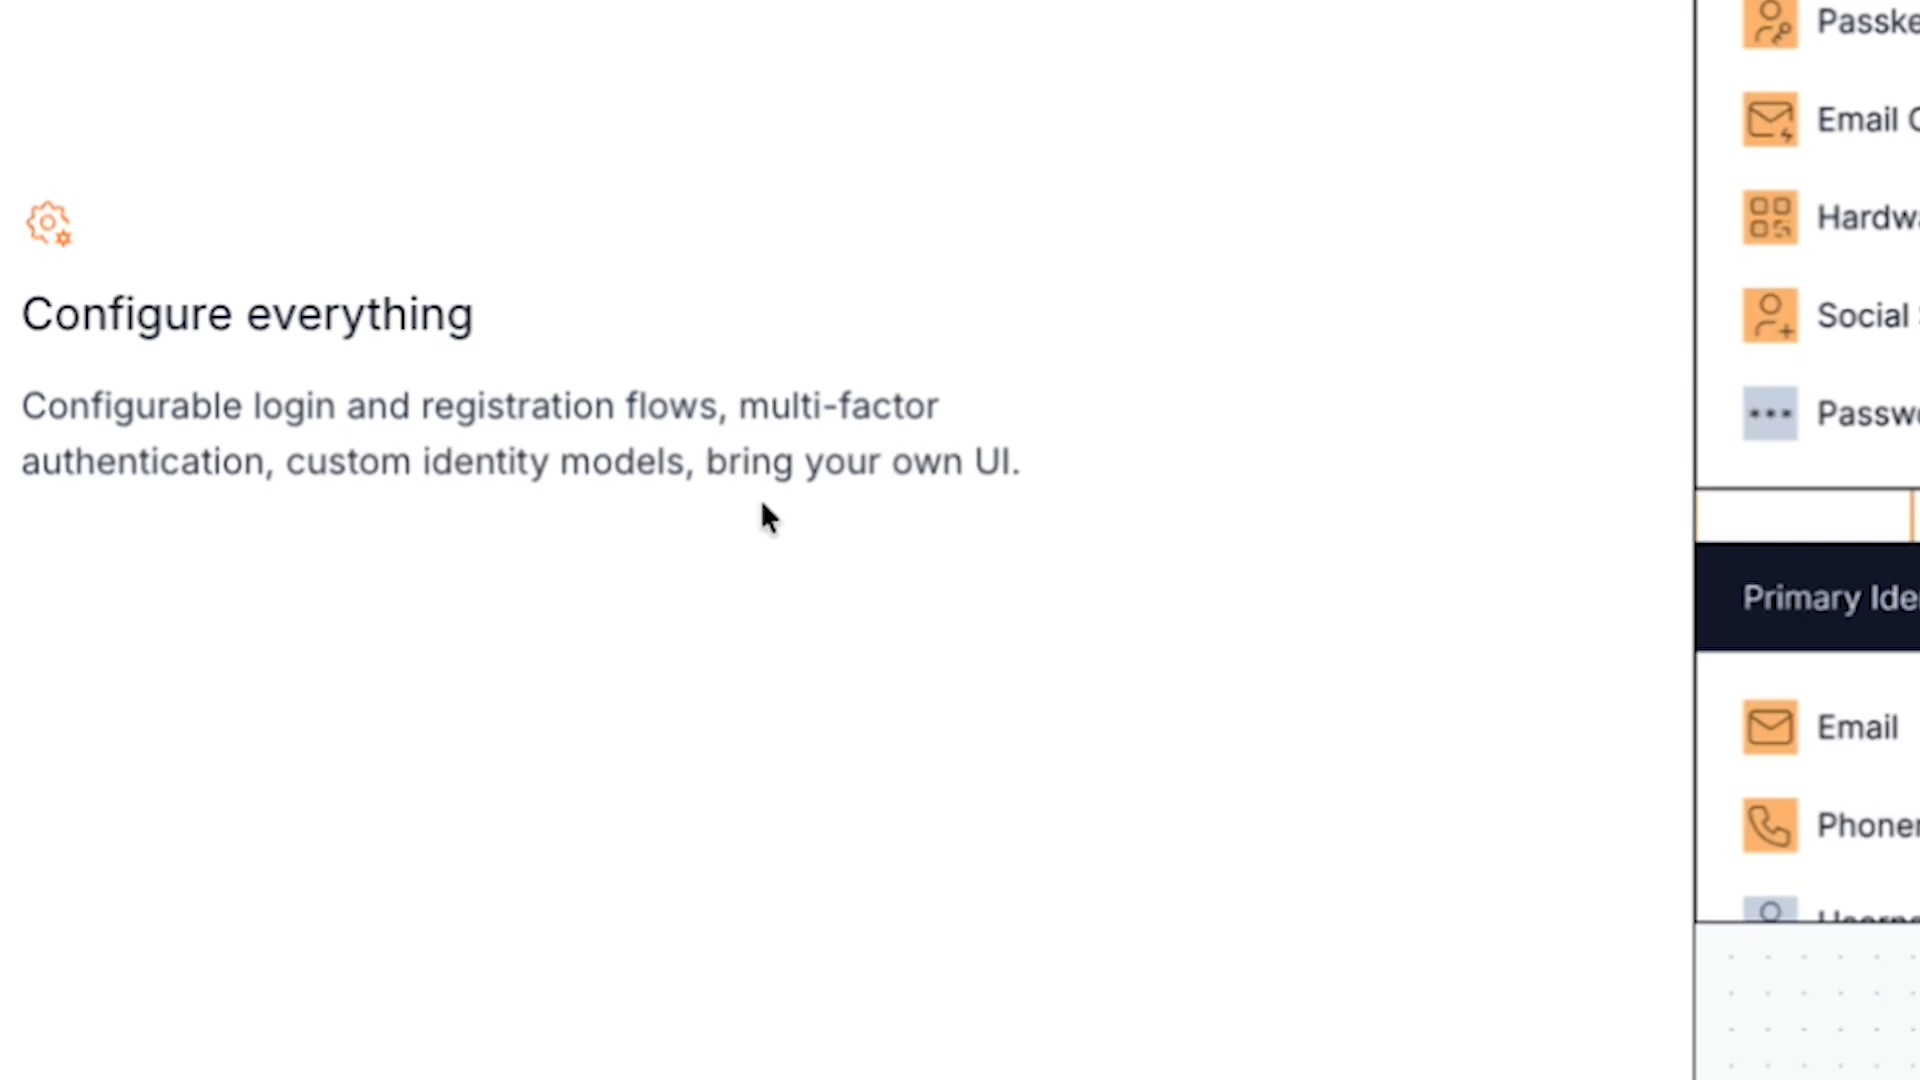 Configure everything
Configurable login and registration flows, multi-factor
authentication, custom identity models, bring your own UI.
Email
Social
Primary
Email